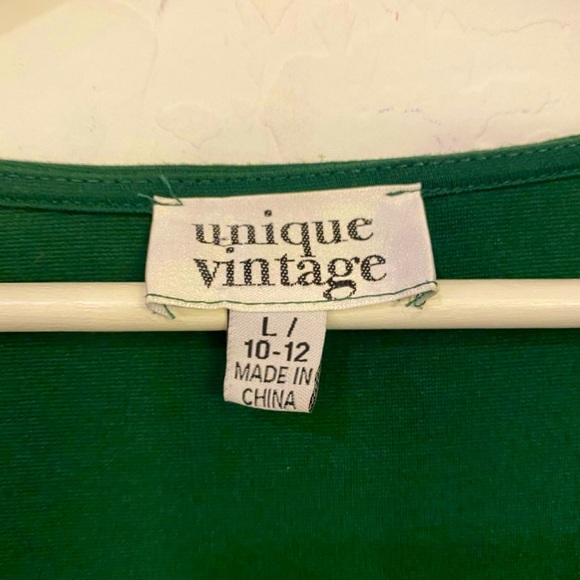 unique
vintage
L /
10-12
MADE IN
CHINA